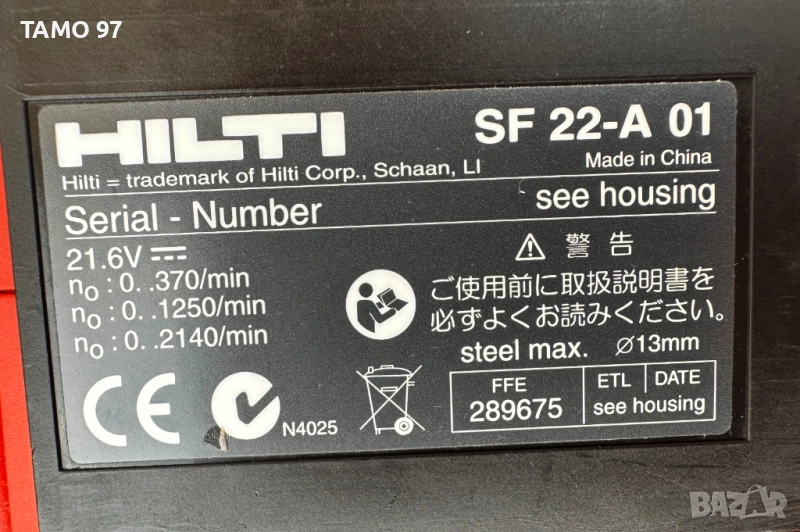 TAMO 97
HILTI
SF 22-A 01
Hilti = trademark of Hilti Corp., Schaan, LI
Made in China
Serial - Number
see housing
21.6V
n₀ : 0. .370/min
n₀ : 0. .1250/min
n₀ : 0. .2140/min
⚠ 警告
ご使用前に取扱説明書を
必ずよくお読みください。
steel max. ⌀13mm
CE
N4025
FFE
289675
ETL DATE
see housing
BAZAR